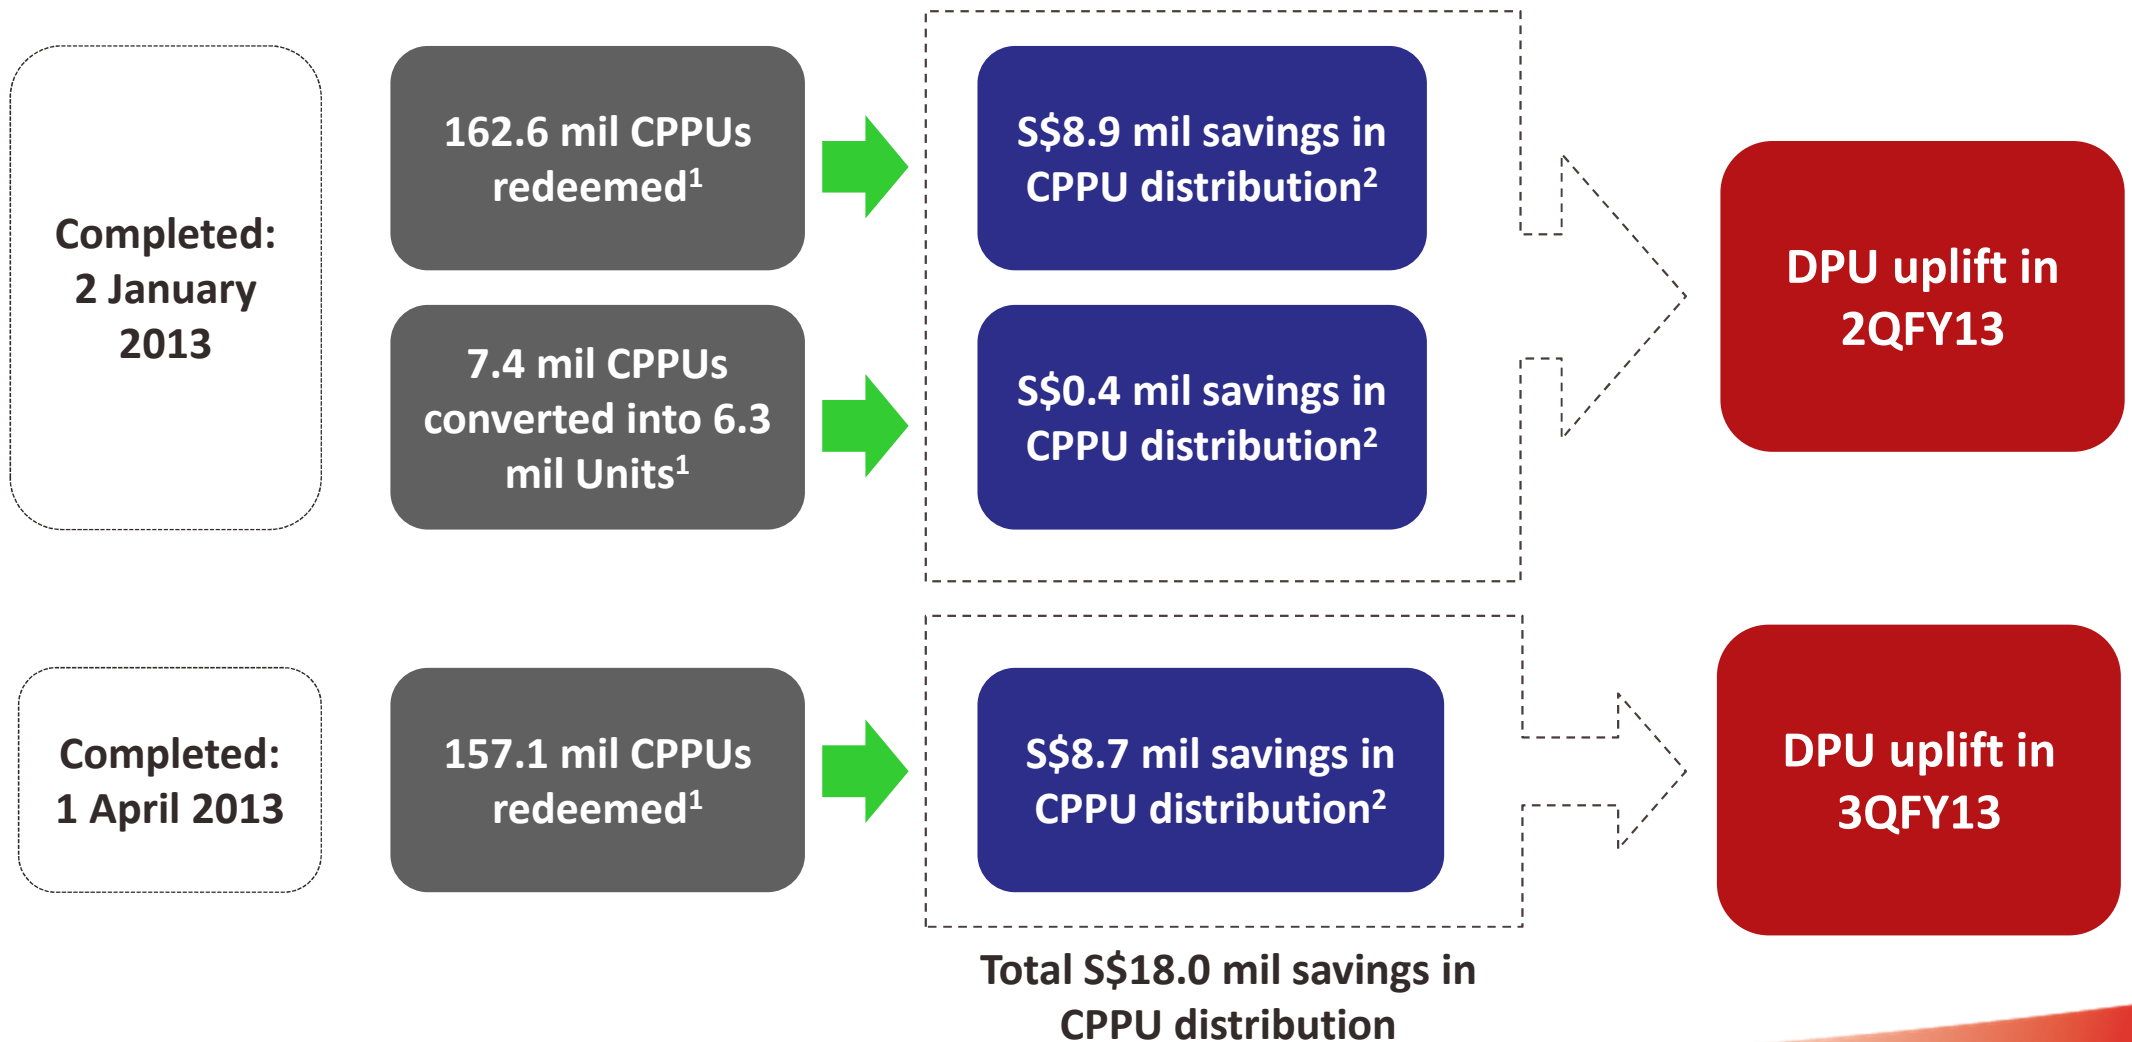 Completed:
2 January
2013
162.6 mil CPPUs
redeemed¹
S$8.9 mil savings in
CPPU distribution²
7.4 mil CPPUs
converted into 6.3
mil Units¹
S$0.4 mil savings in
CPPU distribution²
DPU uplift in
2QFY13
Completed:
1 April 2013
157.1 mil CPPUs
redeemed¹
S$8.7 mil savings in
CPPU distribution²
DPU uplift in
3QFY13
Total S$18.0 mil savings in
CPPU distribution